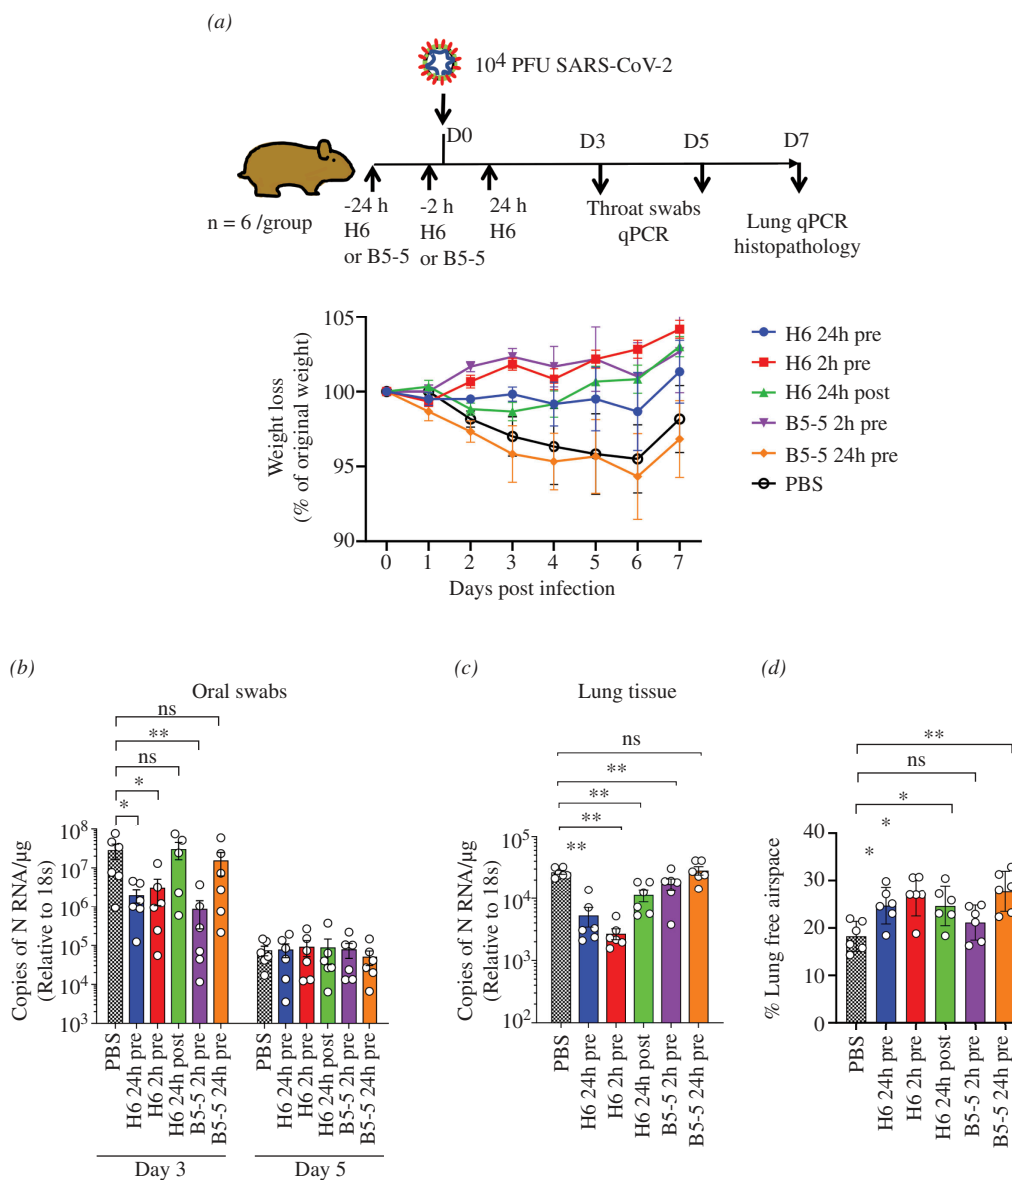 (a)
10⁴ PFU SARS-CoV-2
D0
D3
D5
D7
n = 6 /group
-24 h
H6
or B5-5
-2 h
H6
or B5-5
24 h
H6
Throat swabs
qPCR
Lung qPCR
histopathology
105
100
95
90
Weight loss
(% of original weight)
0 1 2 3 4 5 6 7
Days post infection
H6 24h pre
H6 2h pre
H6 24h post
B5-5 2h pre
B5-5 24h pre
PBS
(b)
Oral swabs
ns
**
ns
*
*
10⁸
10⁷
10⁶
10⁵
10⁴
10³
Copies of N RNA/µg
(Relative to 18s)
PBS
H6 24h pre
H6 2h pre
H6 24h post
B5-5 2h pre
B5-5 24h pre
PBS
H6 24h pre
H6 2h pre
H6 24h post
B5-5 2h pre
B5-5 24h pre
Day 3
Day 5
(c)
Lung tissue
ns
**
**
**
**
10⁵
10⁴
10³
10²
Copies of N RNA/µg
(Relative to 18s)
PBS
H6 24h pre
H6 2h pre
H6 24h post
B5-5 2h pre
B5-5 24h pre
(d)
**
ns
*
*
*
40
30
20
10
0
% Lung free airspace
PBS
H6 24h pre
H6 2h pre
H6 24h post
B5-5 2h pre
B5-5 24h pre